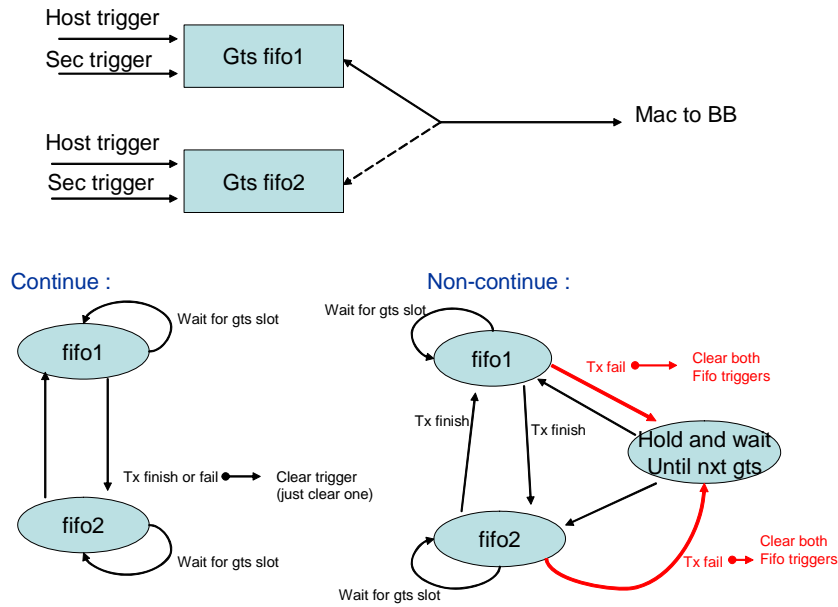 Host trigger
Sec trigger
Gts fifo1
Mac to BB
Host trigger
Sec trigger
Gts fifo2
Continue :
Wait for gts slot
fifo1
Tx finish or fail
Clear trigger
(just clear one)
fifo2
Wait for gts slot
Non-continue :
Wait for gts slot
fifo1
Tx fail
Clear both
Fifo triggers
Tx finish
Tx finish
Hold and wait
Until nxt gts
fifo2
Wait for gts slot
Tx fail
Clear both
Fifo triggers